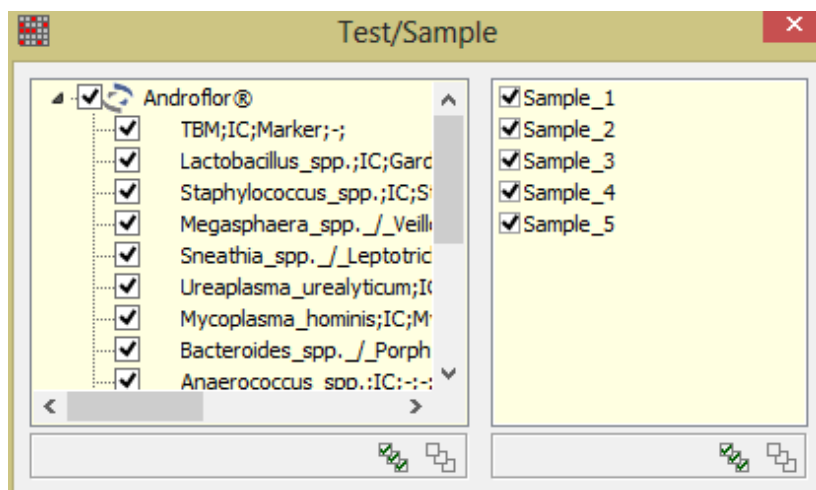 Test/Sample
Androflor®
TBM;IC;Marker;-;
Lactobacillus_spp.;IC;Gard
Staphylococcus_spp.;IC;S
Megasphaera_spp._/_Veill
Sneathia_spp._/_Leptotric
Ureaplasma_urealyticum;I
Mycoplasma_hominis;IC;M
Bacteroides_spp._/_Porph
Anaerococcus_spp.;IC;-;-;
Sample_1
Sample_2
Sample_3
Sample_4
Sample_5